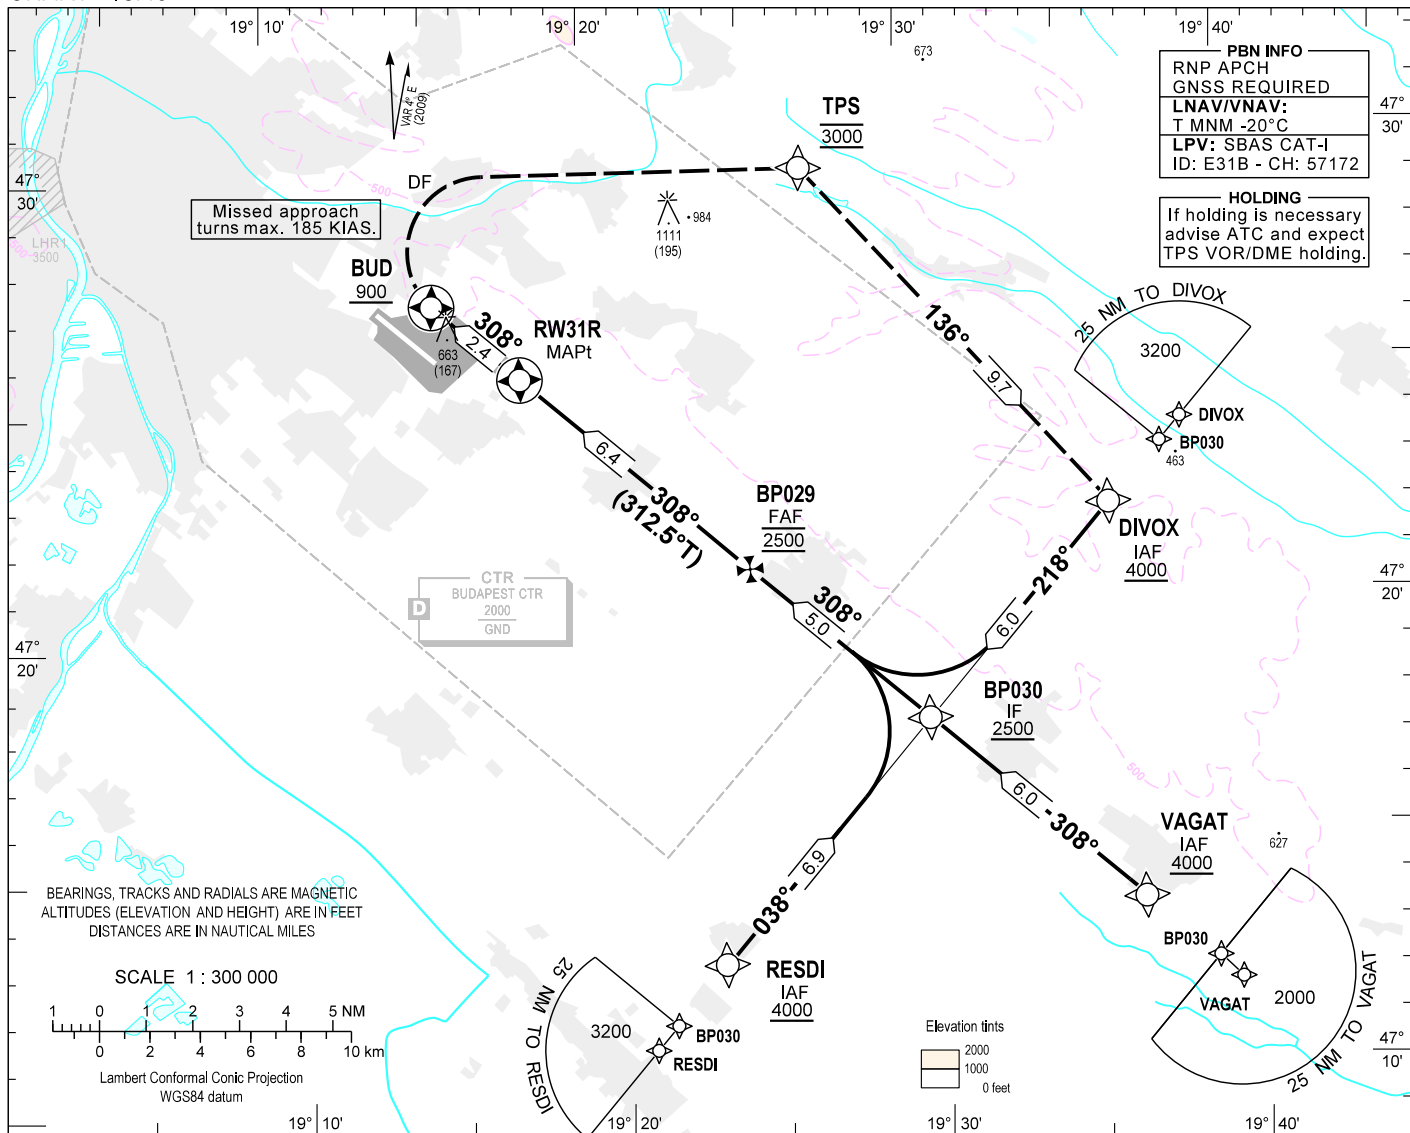 19° 10'
19° 20'
19° 30'
19° 40'
673
PBN INFO
RNP APCH
GNSS REQUIRED
LNAV/VNAV:
T MNM -20°C
LPV: SBAS CAT-I
ID: E31B - CH: 57172
47°
30'
VAR 4° E
(2009)
TPS
3000
DF
500
47°
30'
Missed approach
turns max. 185 KIAS.
984
1111
(195)
HOLDING
If holding is necessary
advise ATC and expect
TPS VOR/DME holding.
LHR1
3500
500
BUD
900
308°
2.4
RW31R
MAPt
663
(167)
136°
9.7
25 NM TO DIVOX
3200
DIVOX
BP030
463
6.4
308°
(312.5°T)
BP029
FAF
2500
DIVOX
IAF
4000
218°
6.0
47°
20'
CTR
BUDAPEST CTR
D
2000
GND
308°
5.0
47°
20'
BP030
IF
2500
500
6.0
308°
VAGAT
IAF
4000
627
6.9
038°
BEARINGS, TRACKS AND RADIALS ARE MAGNETIC
ALTITUDES (ELEVATION AND HEIGHT) ARE IN FEET
DISTANCES ARE IN NAUTICAL MILES
SCALE 1 : 300 000
1 0 1 2 3 4 5 NM
0 2 4 6 8 10 km
Lambert Conformal Conic Projection
WGS84 datum
RESDI
IAF
4000
25 NM TO RESDI
3200
BP030
RESDI
BP030
VAGAT
2000
25 NM TO VAGAT
Elevation tints
2000
1000
0 feet
47°
10'
19° 10'
19° 20'
19° 30'
19° 40'